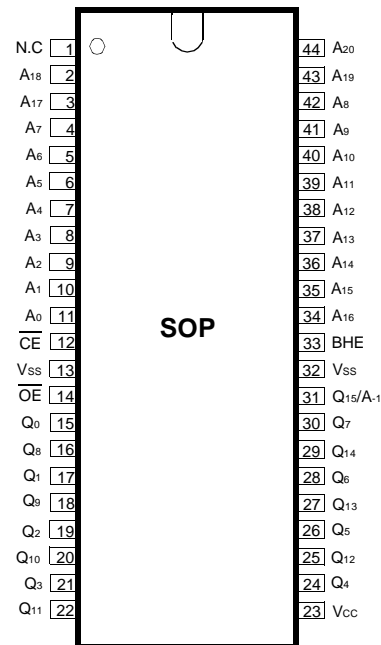 N.C 1 44 A20
A18 2 43 A19
A17 3 42 A8
A7 4 41 A9
A6 5 40 A10
A5 6 39 A11
A4 7 38 A12
A3 8 37 A13
A2 9 36 A14
A1 10 35 A15
A0 11 34 A16
SOP
C̅E̅ 12 33 BHE
VSS 13 32 VSS
O̅E̅ 14 31 Q15/A-1
Q0 15 30 Q7
Q8 16 29 Q14
Q1 17 28 Q6
Q9 18 27 Q13
Q2 19 26 Q5
Q10 20 25 Q12
Q3 21 24 Q4
Q11 22 23 VCC